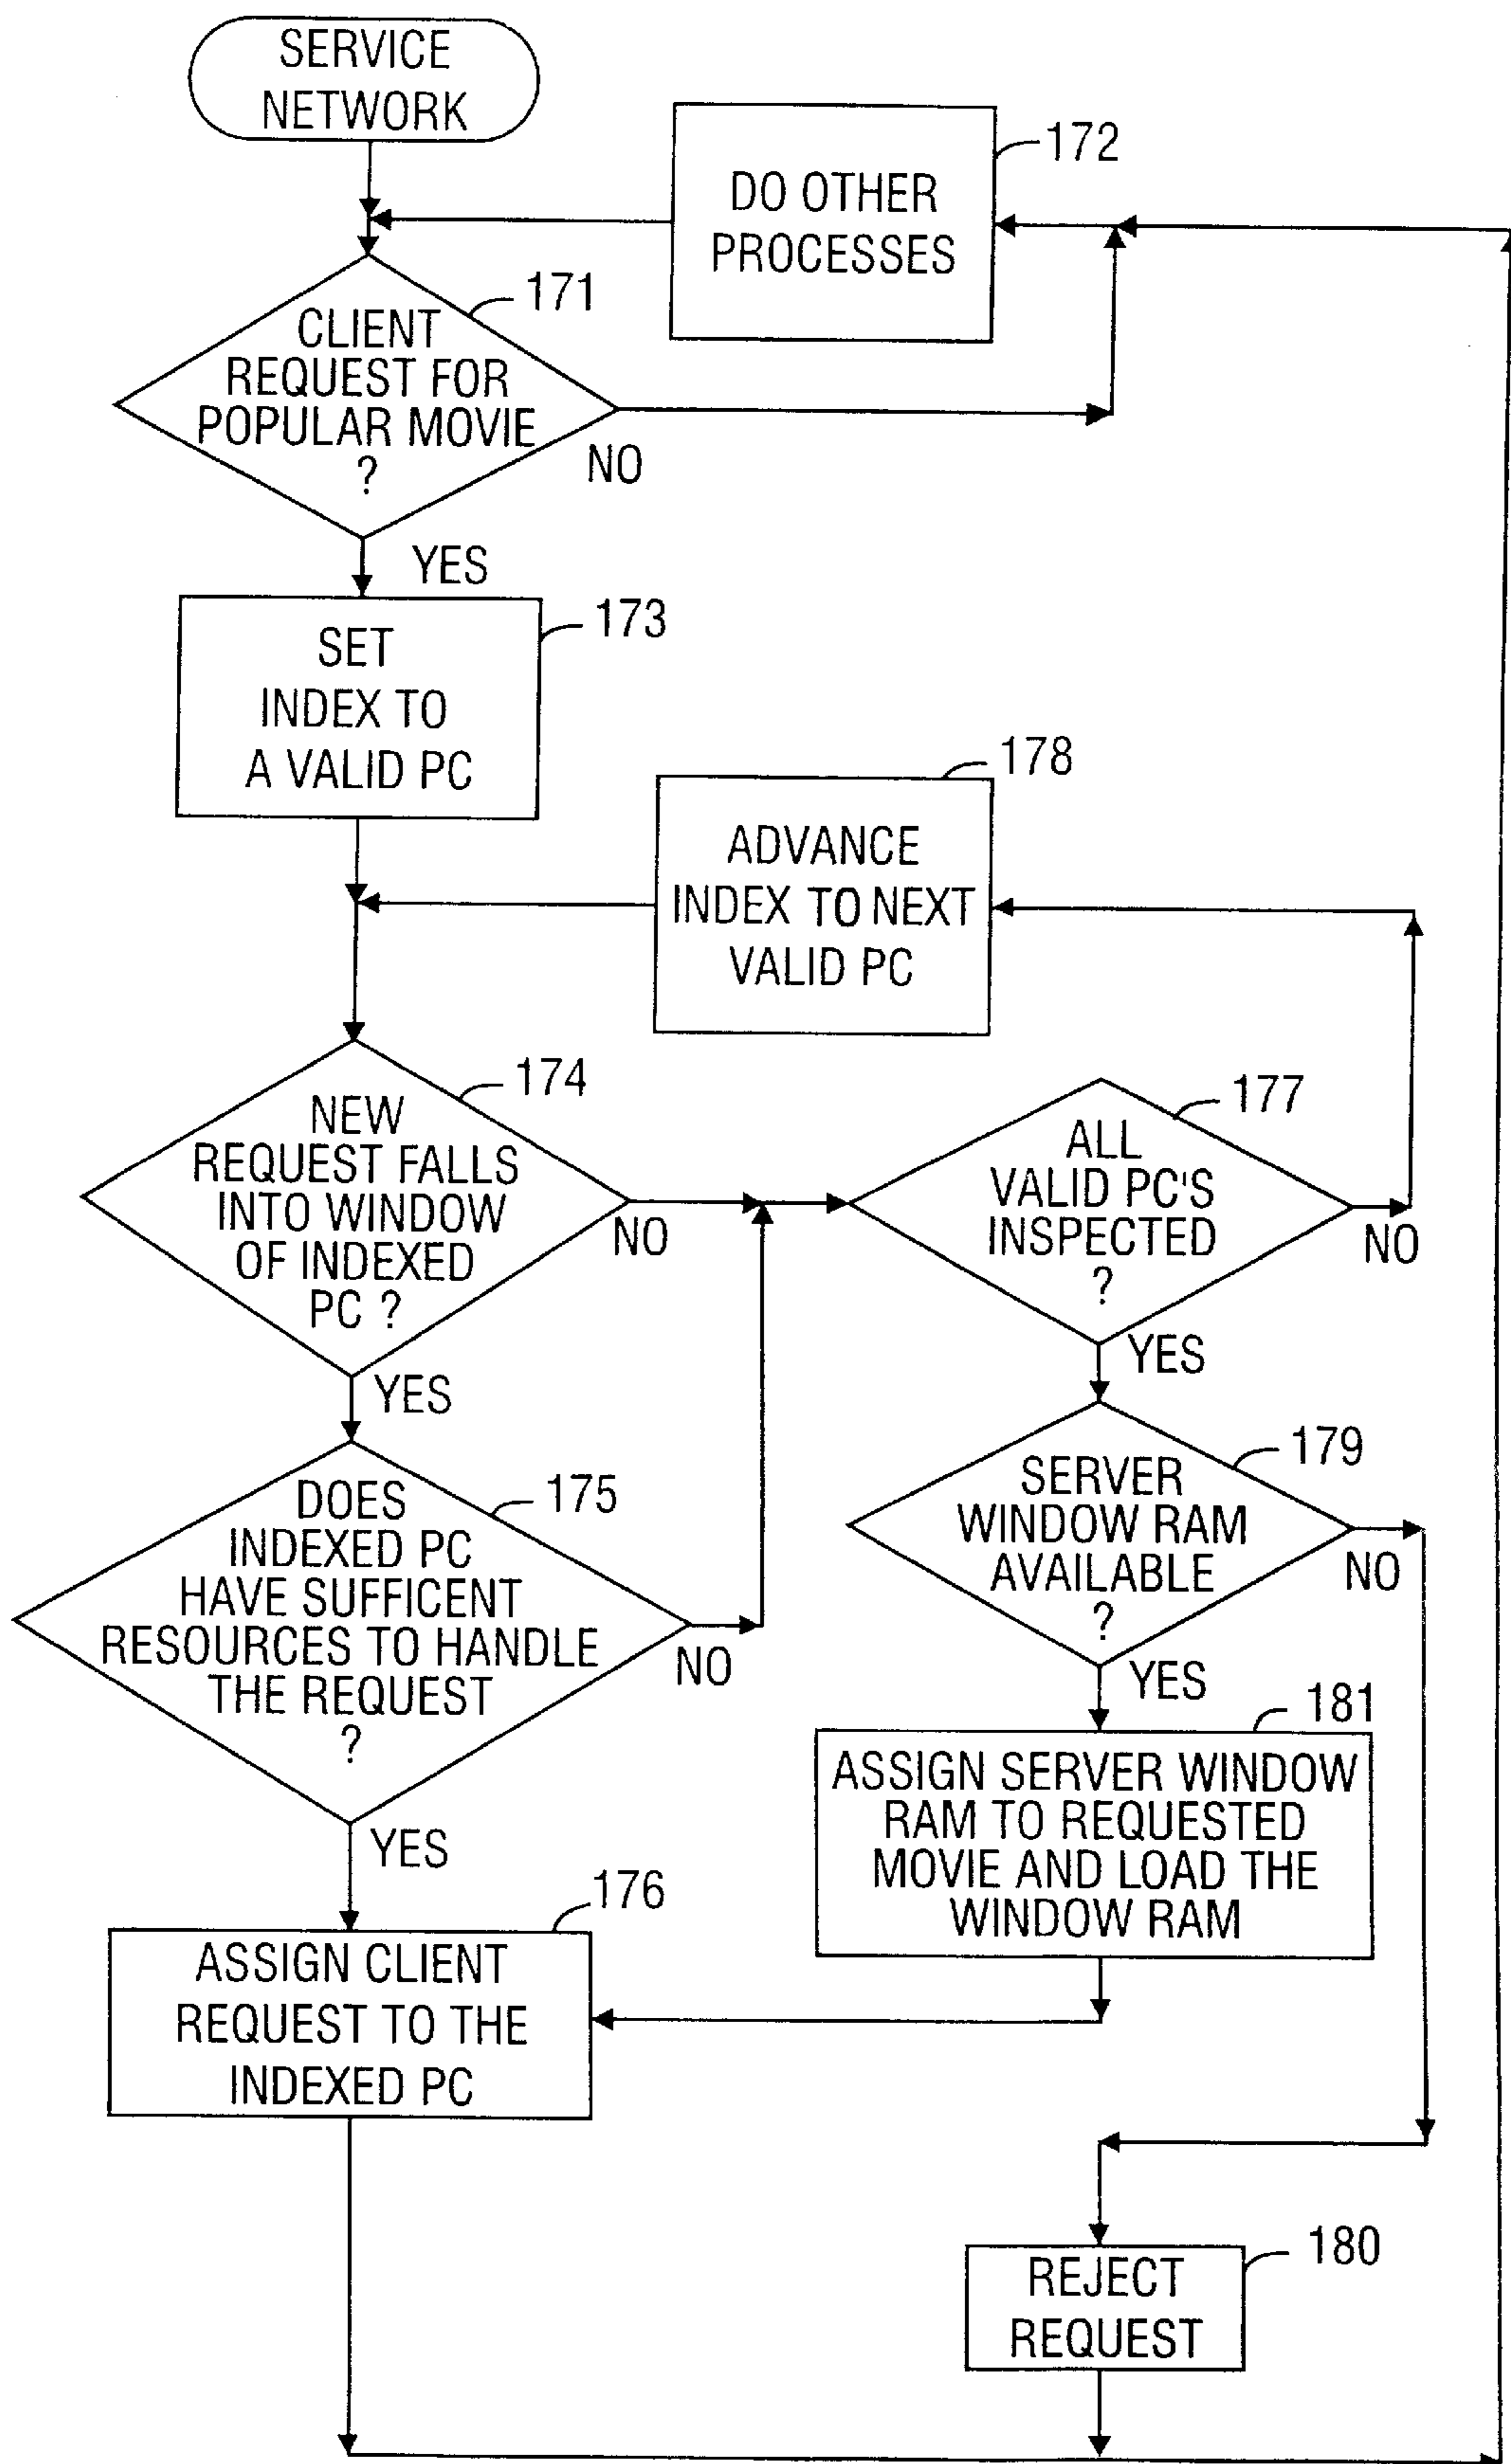 SERVICE
NETWORK
DO OTHER
PROCESSES
172
171
CLIENT
REQUEST FOR
POPULAR MOVIE
?
NO
YES
173
SET
INDEX TO
A VALID PC
178
ADVANCE
INDEX TO NEXT
VALID PC
174
NEW
REQUEST FALLS
INTO WINDOW
OF INDEXED
PC ?
NO
YES
177
ALL
VALID PC'S
INSPECTED
?
NO
YES
175
DOES
INDEXED PC
HAVE SUFFICENT
RESOURCES TO HANDLE
THE REQUEST
?
NO
YES
179
SERVER
WINDOW RAM
AVAILABLE
?
NO
YES
181
ASSIGN SERVER WINDOW
RAM TO REQUESTED
MOVIE AND LOAD THE
WINDOW RAM
176
ASSIGN CLIENT
REQUEST TO THE
INDEXED PC
180
REJECT
REQUEST